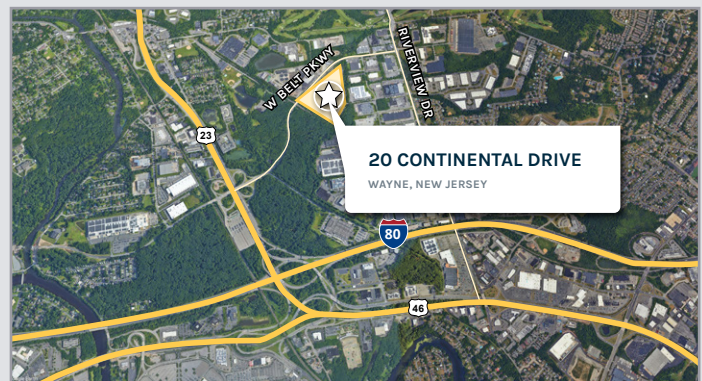 W BELT PKWY
RIVERVIEW DR
23
20 CONTINENTAL DRIVE
WAYNE, NEW JERSEY
80
46